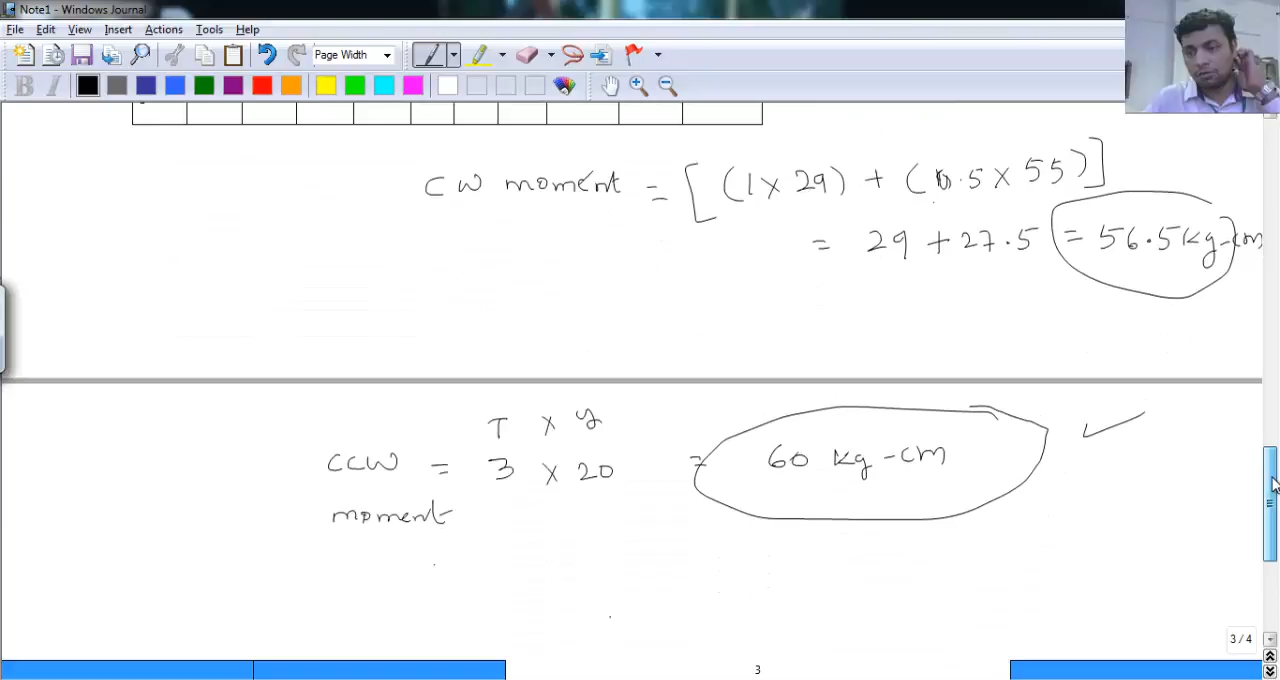 Note1 - Windows Journal
File Edit View Insert Actions Tools Help
Page Width
B I
CW moment = [(1 x 29) + (0.5 x 55)]
= 29 + 27.5 = 56.5 kg-cm
T x y
CCW = 3 x 20 = 60 kg-cm
moment
3 / 4
3